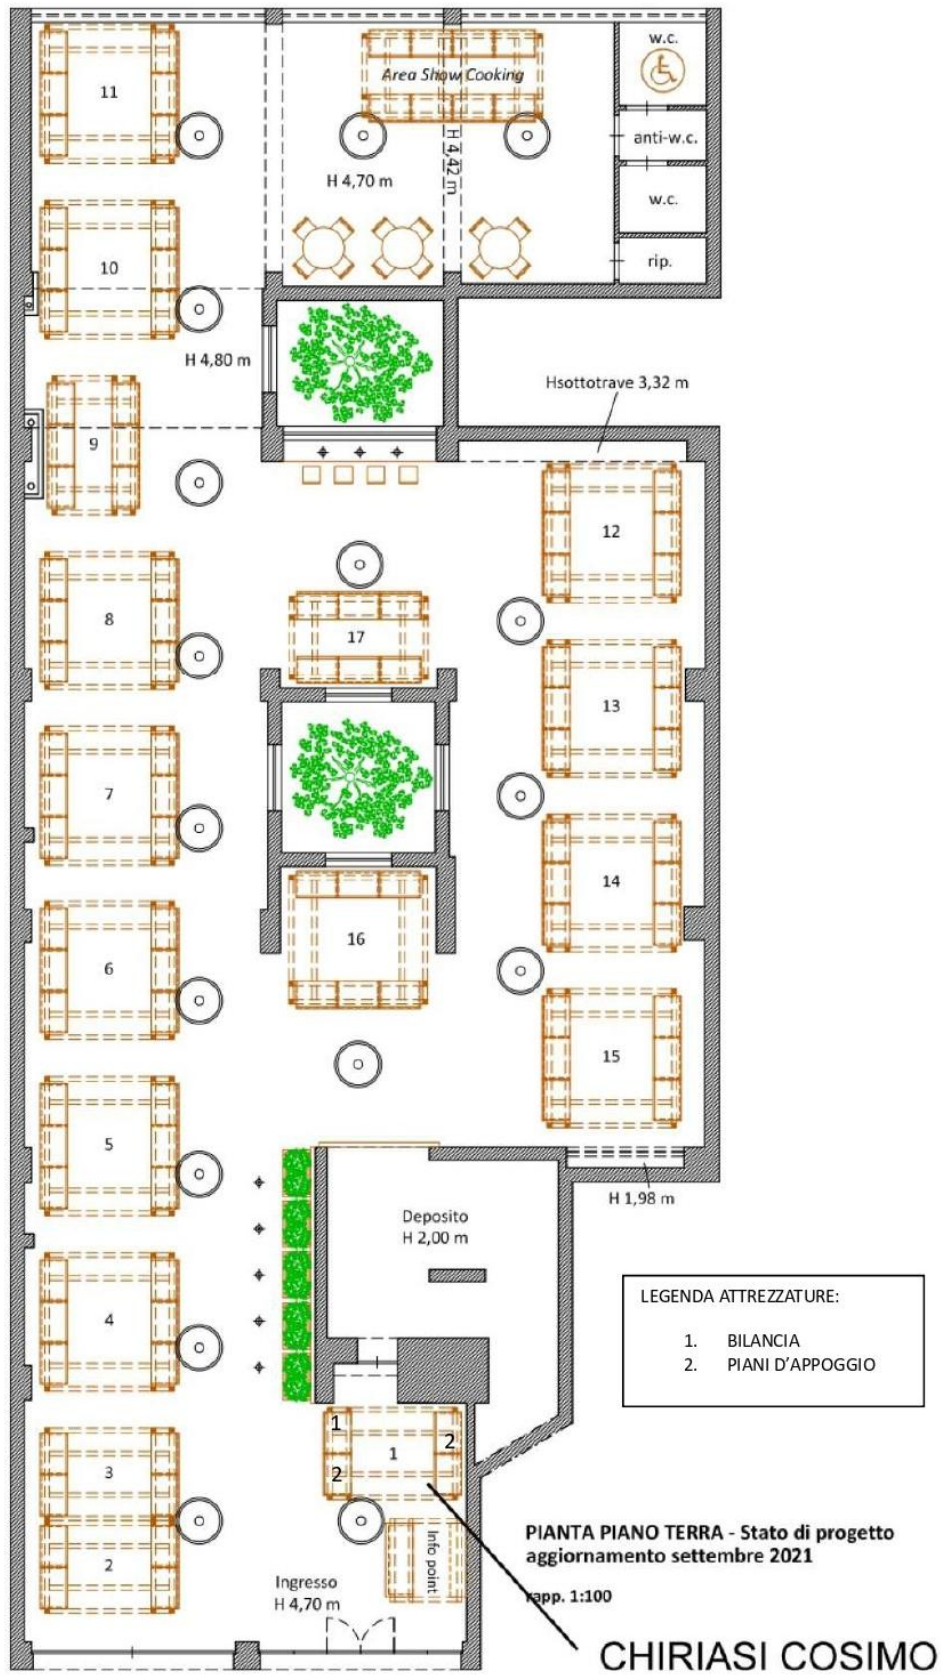 w.c.
11
Area Show Cooking
anti-w.c.
H 4,42 m
H 4,70 m
w.c.
10
rip.
H 4,80 m
Hsottotrave 3,32 m
9
12
8
17
13
7
14
16
6
15
5
H 1,98 m
Deposito
H 2,00 m
LEGENDA ATTREZZATURE:
1. BILANCIA
2. PIANI D'APPOGGIO
4
1
2
1
2
3
PIANTA PIANO TERRA - Stato di progetto
aggiornamento settembre 2021
Info point
2
Ingresso
H 4,70 m
rapp. 1:100
CHIRIASI COSIMO